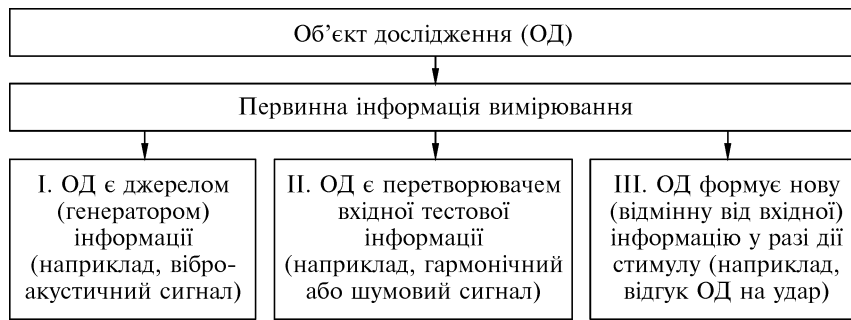 Об’єкт дослідження (ОД)
Первинна інформація вимірювання
І. ОД є джерелом
(генератором)
інформації
(наприклад, вібро-
акустичний сигнал)
ІІ. ОД є перетворювачем
вхідної тестової
інформації
(наприклад, гармонічний
або шумовий сигнал)
ІІІ. ОД формує нову
(відмінну від вхідної)
інформацію у разі дії
стимулу (наприклад,
відгук ОД на удар)